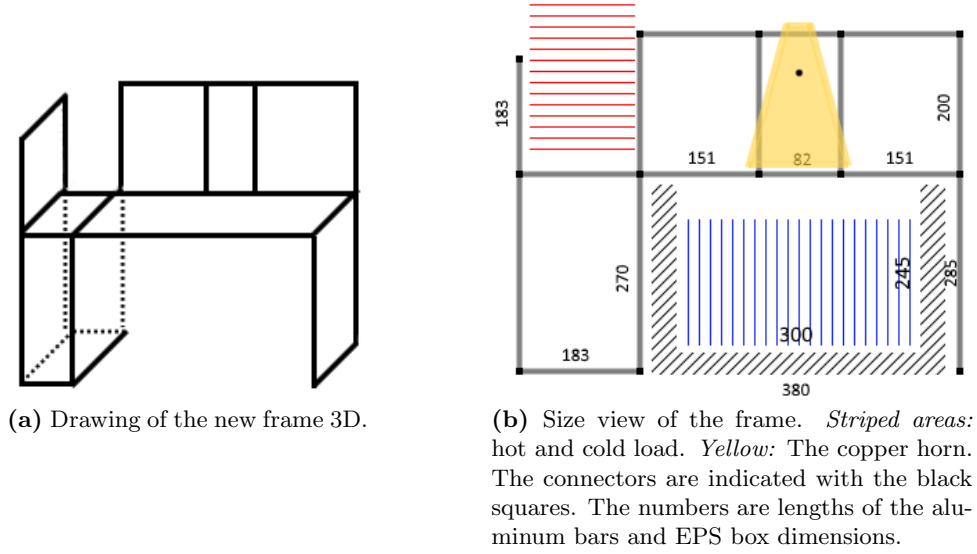 183
200
151
82
151
270
245
285
300
183
380
(a) Drawing of the new frame 3D.
(b) Size view of the frame. Striped areas:
hot and cold load. Yellow: The copper horn.
The connectors are indicated with the black
squares. The numbers are lengths of the alu-
minum bars and EPS box dimensions.